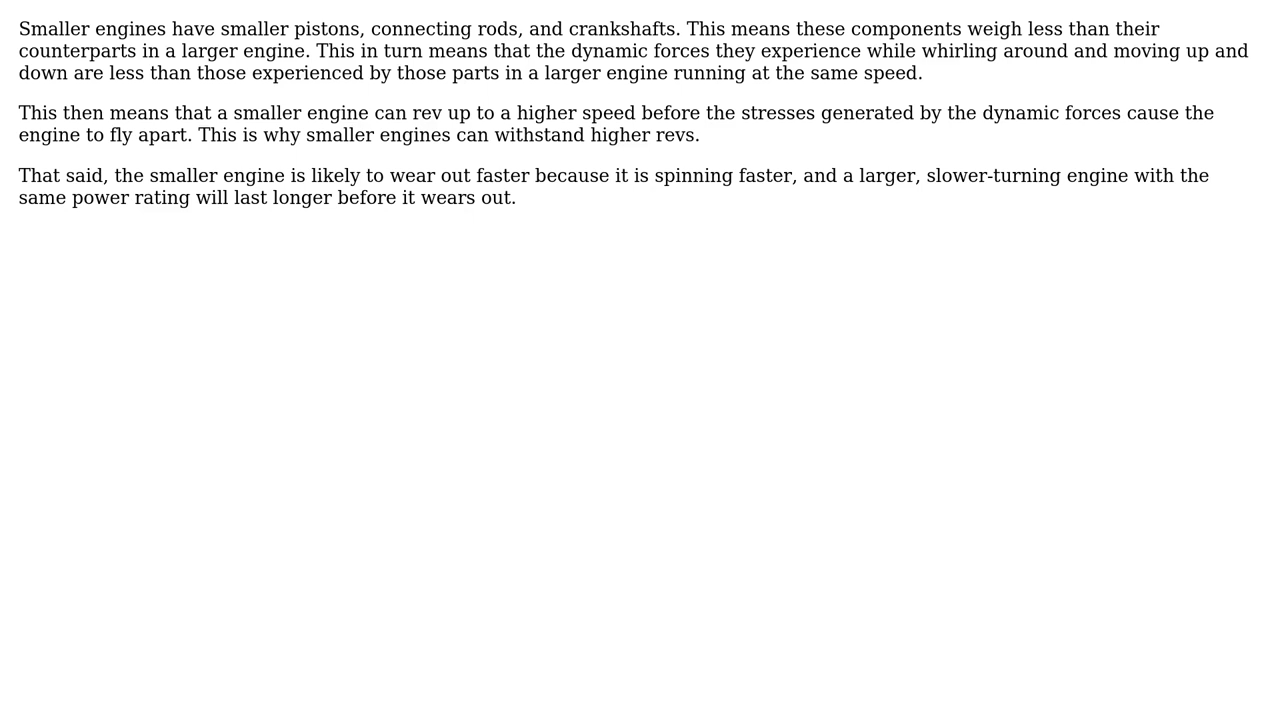 Smaller engines have smaller pistons, connecting rods, and crankshafts. This means these components weigh less than their
counterparts in a larger engine. This in turn means that the dynamic forces they experience while whirling around and moving up and
down are less than those experienced by those parts in a larger engine running at the same speed.
This then means that a smaller engine can rev up to a higher speed before the stresses generated by the dynamic forces cause the
engine to fly apart. This is why smaller engines can withstand higher revs.
That said, the smaller engine is likely to wear out faster because it is spinning faster, and a larger, slower-turning engine with the
same power rating will last longer before it wears out.